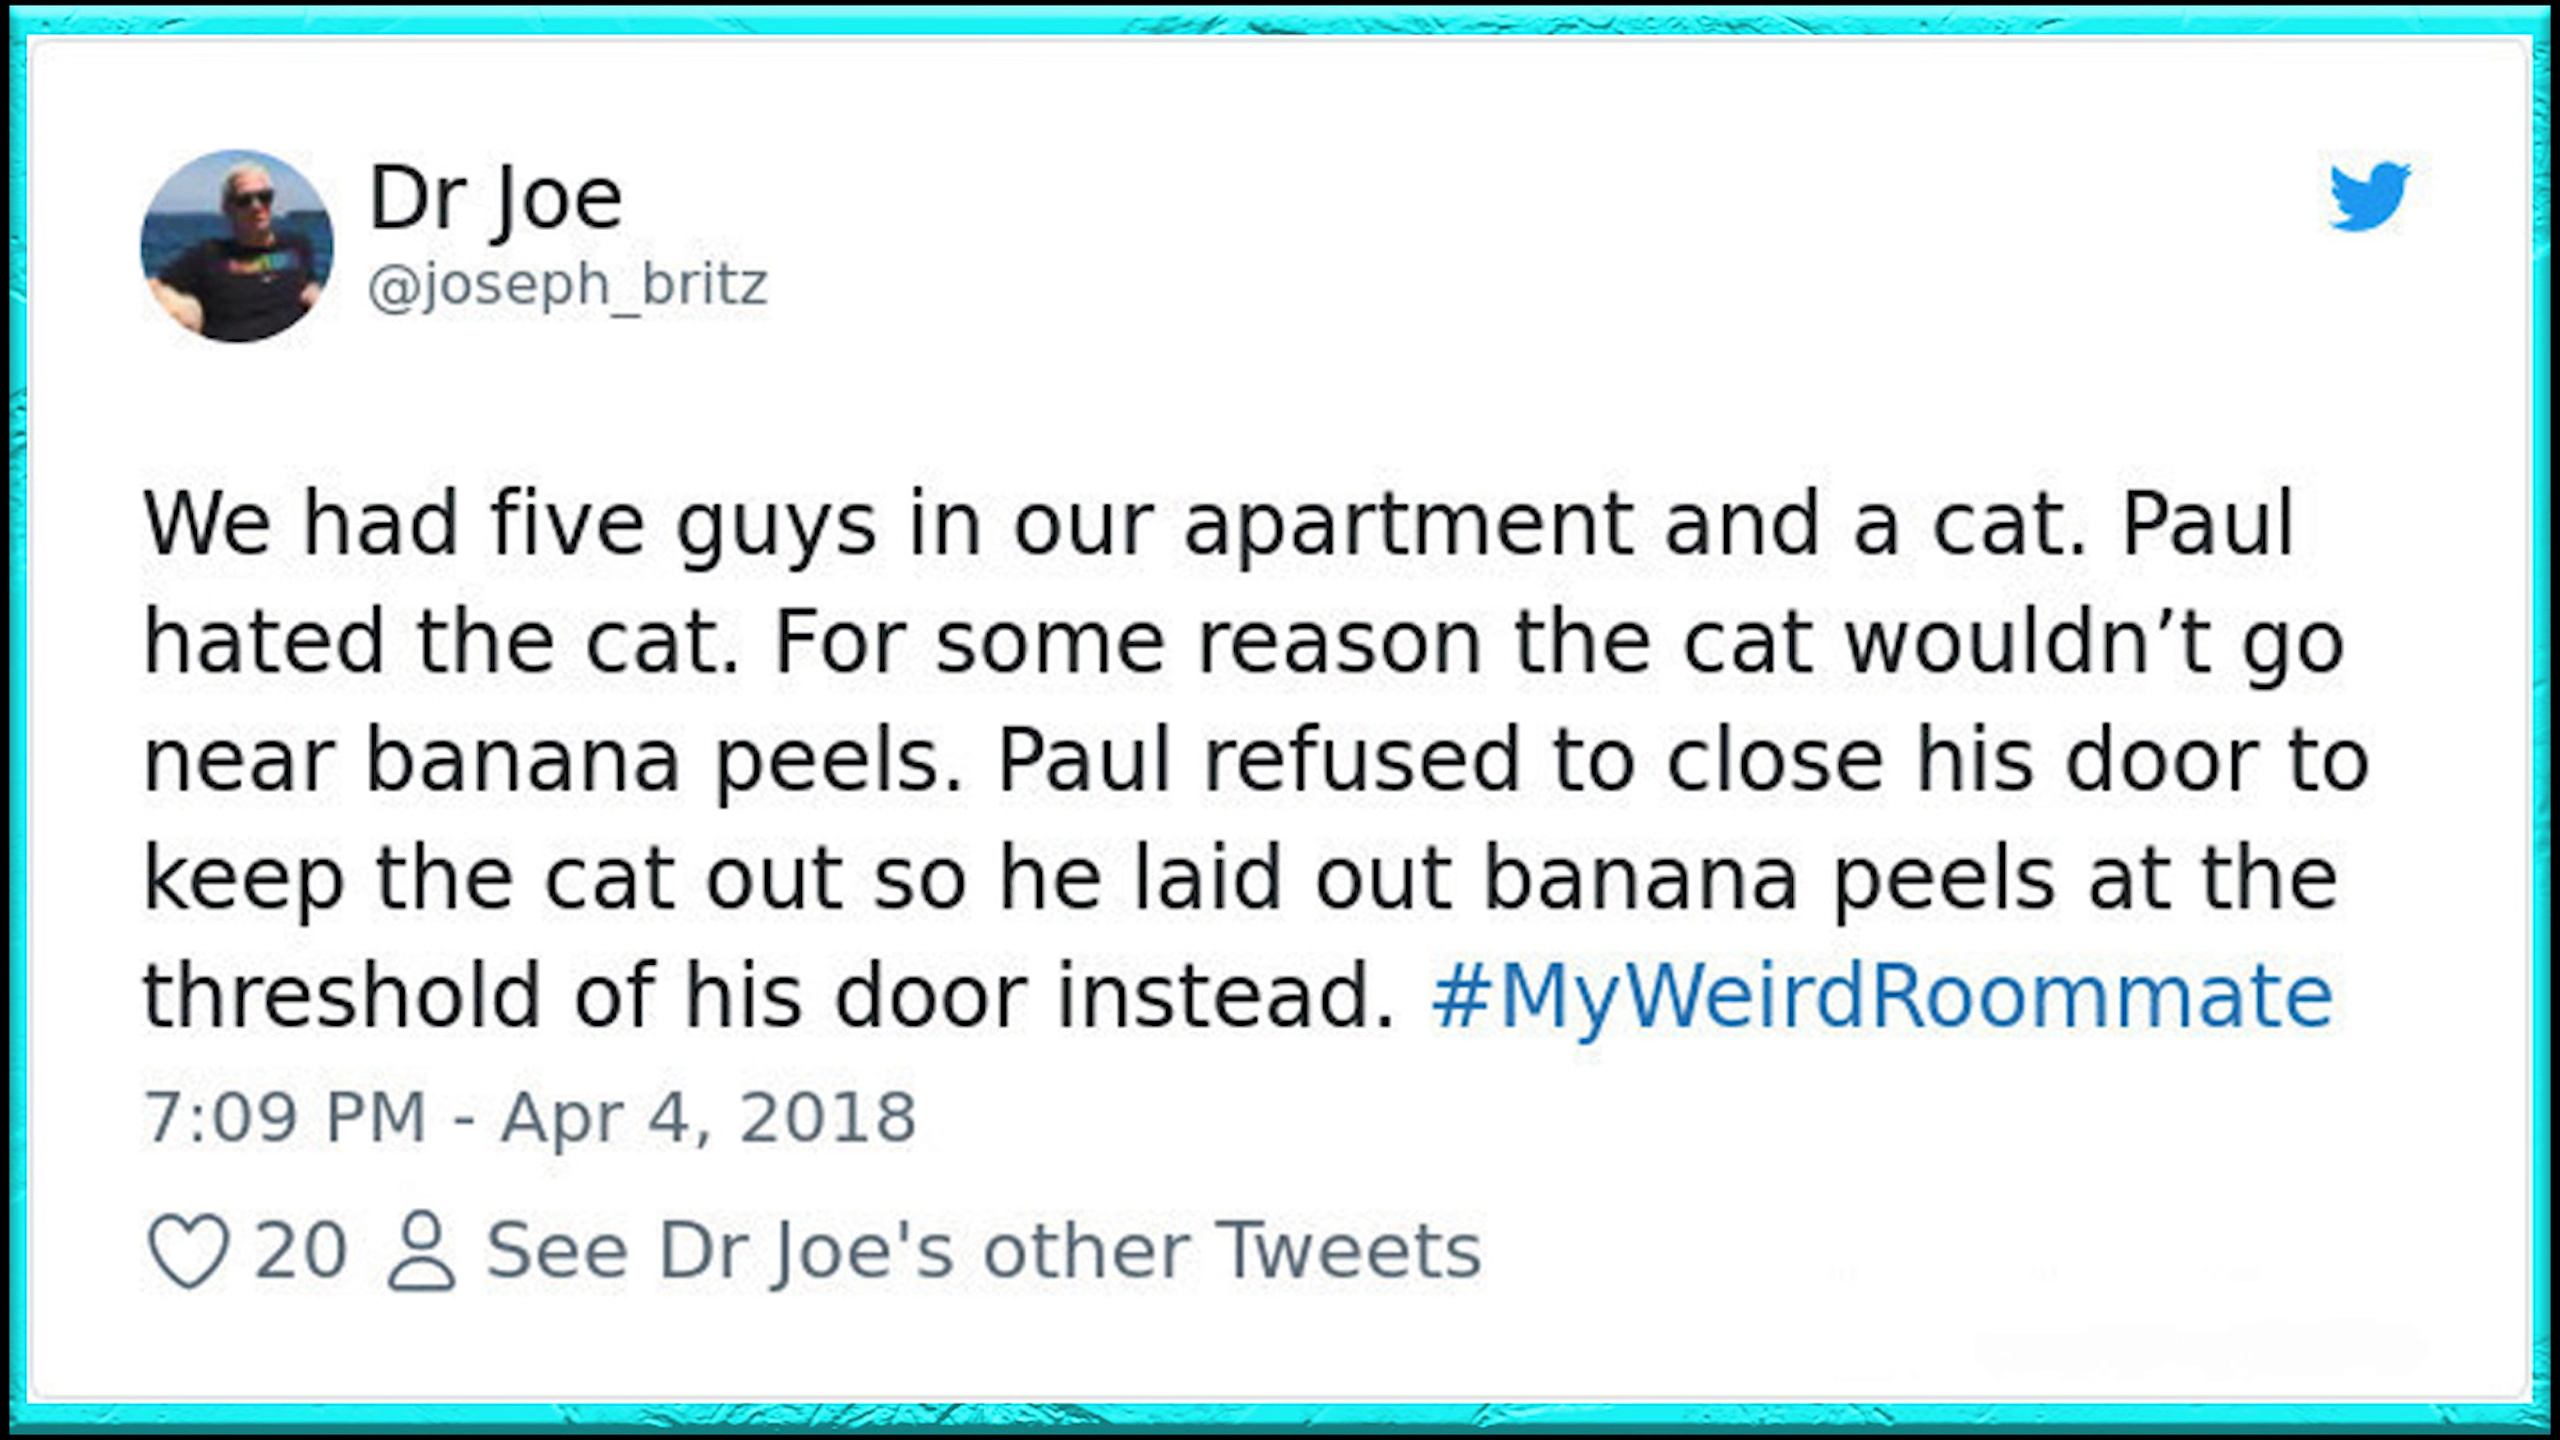 Dr Joe
@joseph_britz
We had five guys in our apartment and a cat. Paul
hated the cat. For some reason the cat wouldn’t go
near banana peels. Paul refused to close his door to
keep the cat out so he laid out banana peels at the
threshold of his door instead. #MyWeirdRoommate
7:09 PM - Apr 4, 2018
20 See Dr Joe's other Tweets